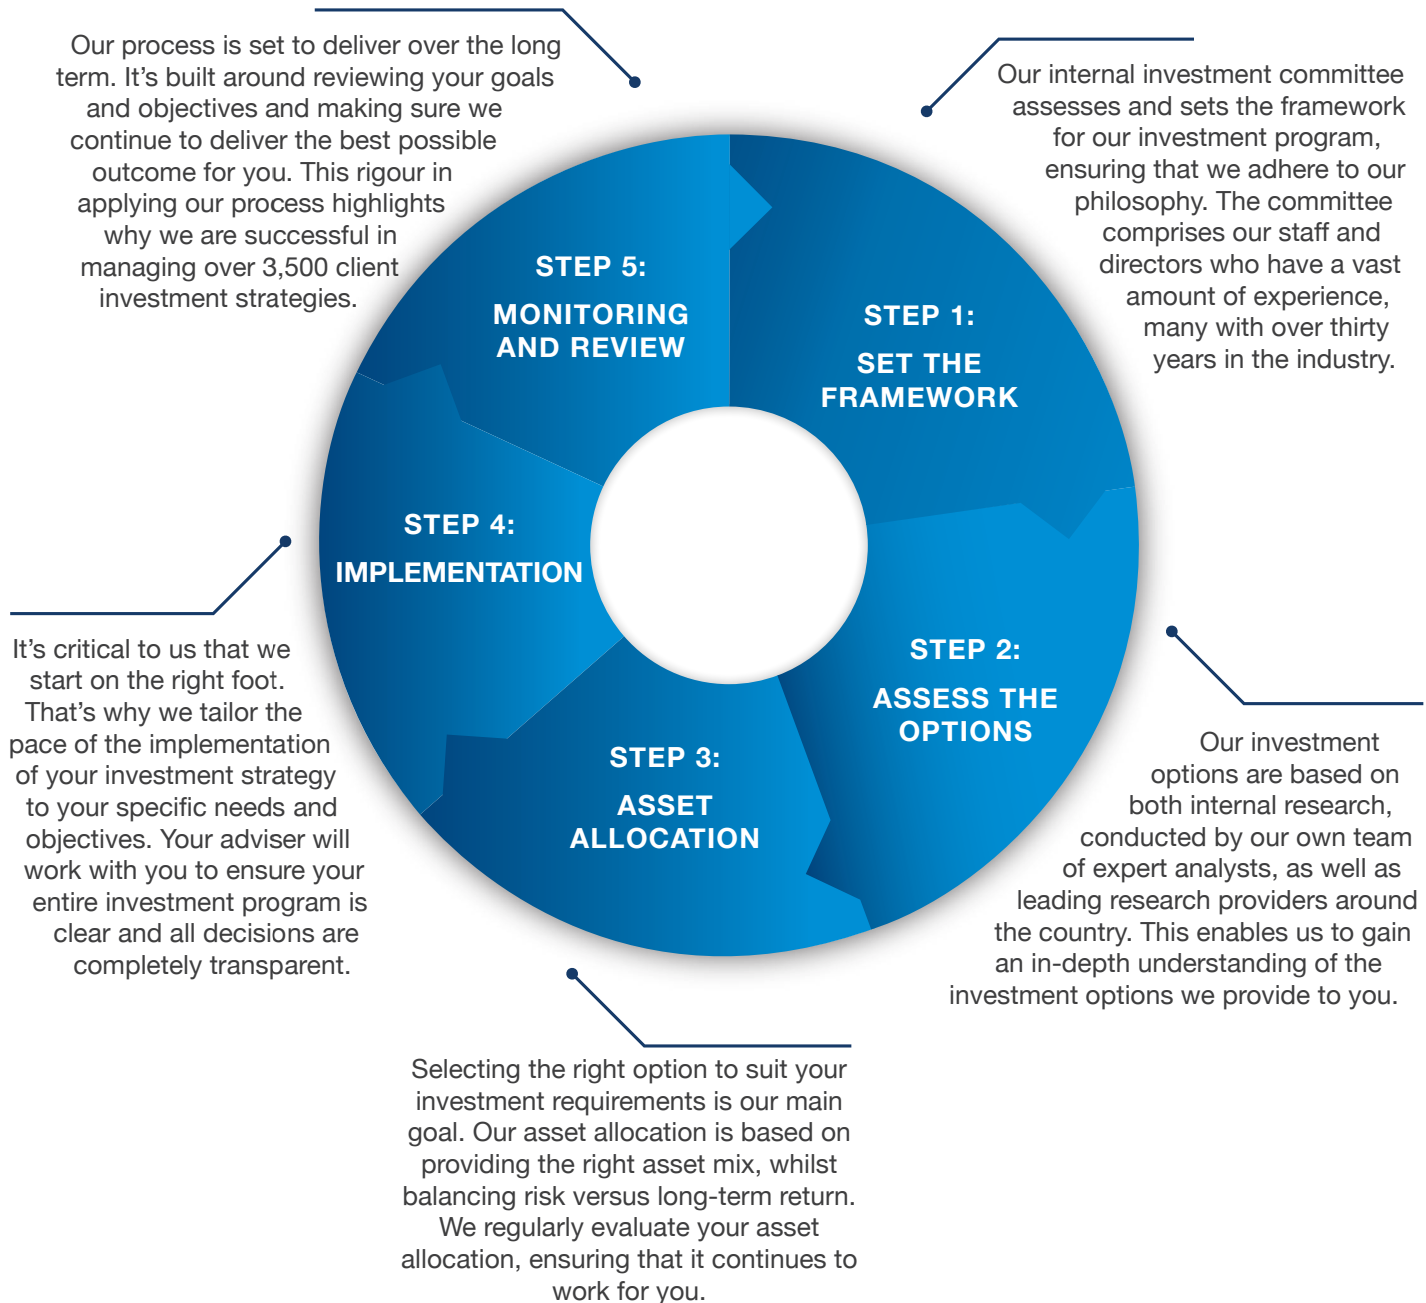 Our process is set to deliver over the long
term. It’s built around reviewing your goals
and objectives and making sure we
continue to deliver the best possible
outcome for you. This rigour in
applying our process highlights
why we are successful in
managing over 3,500 client
investment strategies.
Our internal investment committee
assesses and sets the framework
for our investment program,
ensuring that we adhere to our
philosophy. The committee
comprises our staff and
directors who have a vast
amount of experience,
many with over thirty
years in the industry.
STEP 5:
MONITORING
AND REVIEW
STEP 1:
SET THE
FRAMEWORK
STEP 4:
IMPLEMENTATION
STEP 2:
ASSESS THE
OPTIONS
STEP 3:
ASSET
ALLOCATION
It’s critical to us that we
start on the right foot.
That’s why we tailor the
pace of the implementation
of your investment strategy
to your specific needs and
objectives. Your adviser will
work with you to ensure your
entire investment program is
clear and all decisions are
completely transparent.
Our investment
options are based on
both internal research,
conducted by our own team
of expert analysts, as well as
leading research providers around
the country. This enables us to gain
an in-depth understanding of the
investment options we provide to you.
Selecting the right option to suit your
investment requirements is our main
goal. Our asset allocation is based on
providing the right asset mix, whilst
balancing risk versus long-term return.
We regularly evaluate your asset
allocation, ensuring that it continues to
work for you.